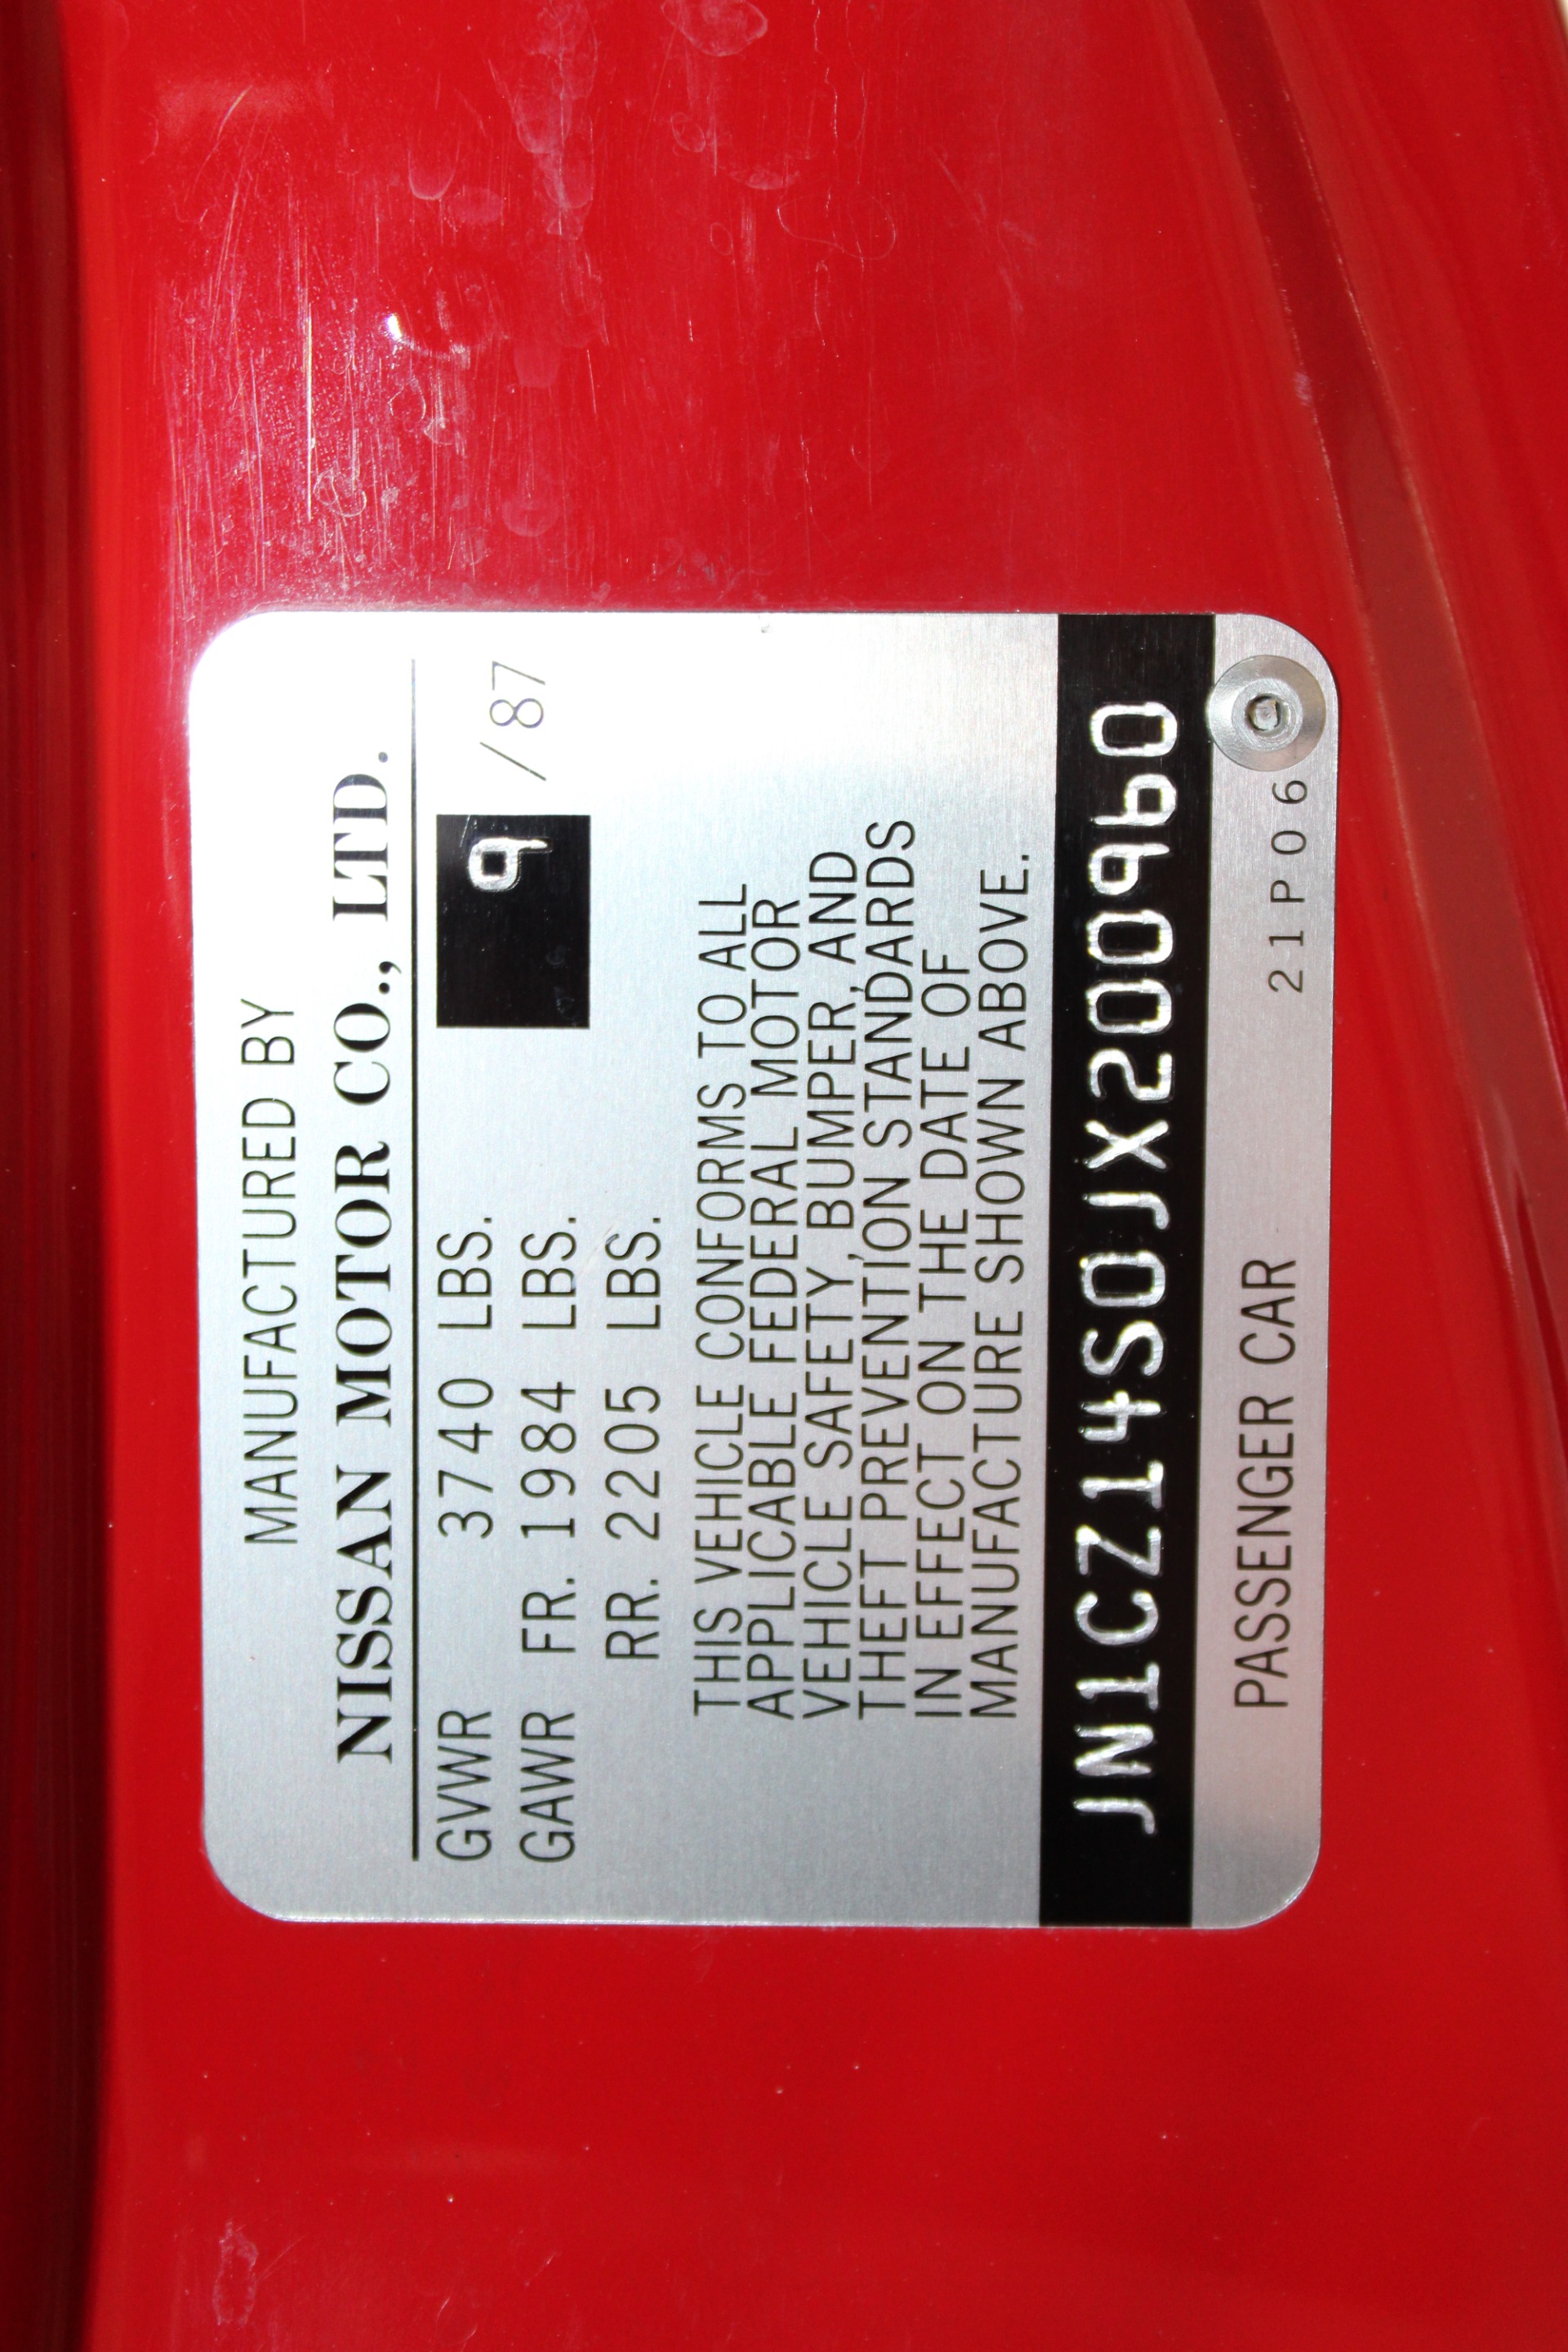 MANUFACTURED BY
NISSAN MOTOR CO., LTD.
GVWR 3740 LBS. 9 /87
GAWR FR. 1984 LBS.
RR. 2205 LBS.
THIS VEHICLE CONFORMS TO ALL
APPLICABLE FEDERAL MOTOR
VEHICLE SAFETY, BUMPER, AND
THEFT PREVENTION STANDARDS
IN EFFECT ON THE DATE OF
MANUFACTURE SHOWN ABOVE.
JN1CZ14S0JX200960
PASSENGER CAR 21P06